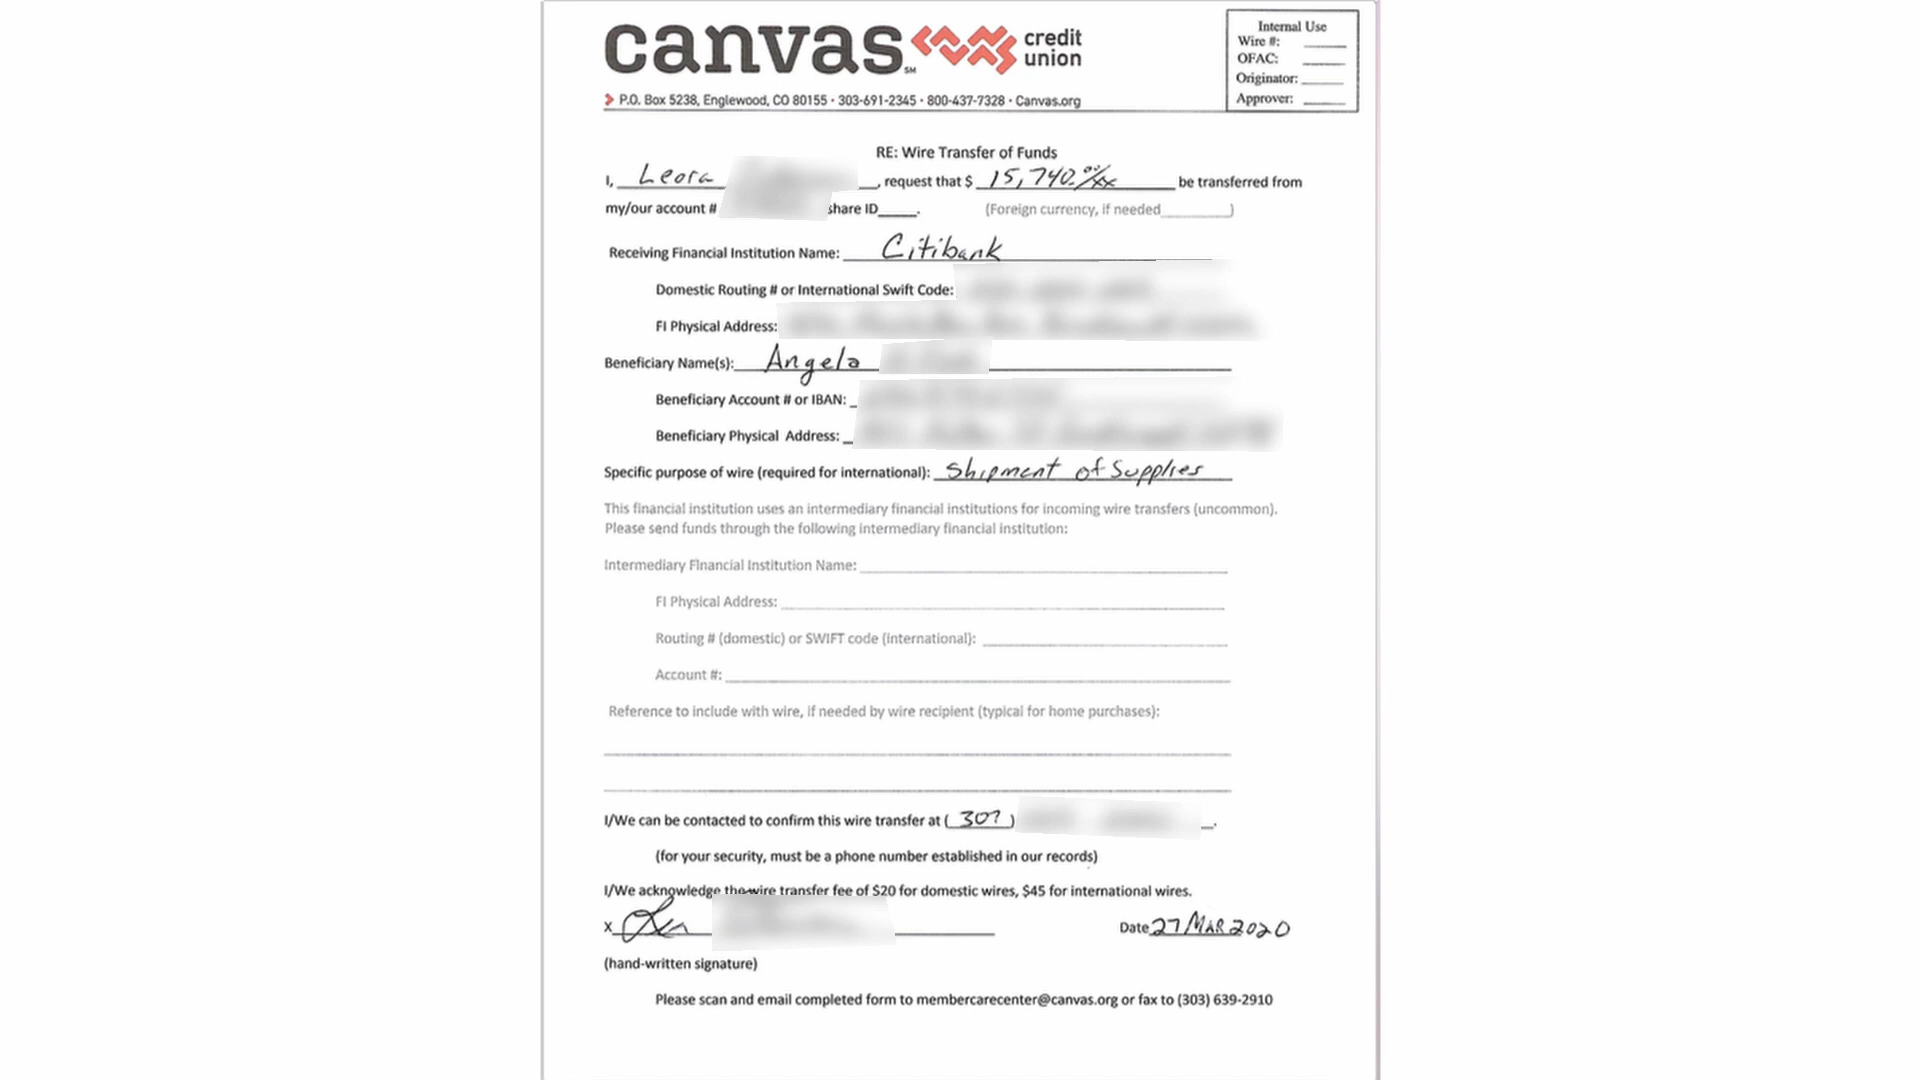 canvas SM credit union
P.O. Box 5238, Englewood, CO 80155 · 303-691-2345 · 800-437-7328 · Canvas.org
Internal Use
Wire #: ____
OFAC: ____
Originator: ____
Approver: ____
RE: Wire Transfer of Funds
I, Leora , request that $ 15,740.00/xx be transferred from
my/our account # share ID____. (Foreign currency, if needed________)
Receiving Financial Institution Name: Citibank
Domestic Routing # or International Swift Code:
FI Physical Address:
Beneficiary Name(s): Angela
Beneficiary Account # or IBAN:
Beneficiary Physical Address:
Specific purpose of wire (required for international): Shipment of Supplies
This financial institution uses an intermediary financial institutions for incoming wire transfers (uncommon).
Please send funds through the following intermediary financial institution:
Intermediary Financial Institution Name:
FI Physical Address:
Routing # (domestic) or SWIFT code (international):
Account #:
Reference to include with wire, if needed by wire recipient (typical for home purchases):
I/We can be contacted to confirm this wire transfer at ( 307 )
(for your security, must be a phone number established in our records)
I/We acknowledge the wire transfer fee of $20 for domestic wires, $45 for international wires.
X Date 27 MAR 2020
(hand-written signature)
Please scan and email completed form to membercarecenter@canvas.org or fax to (303) 639-2910